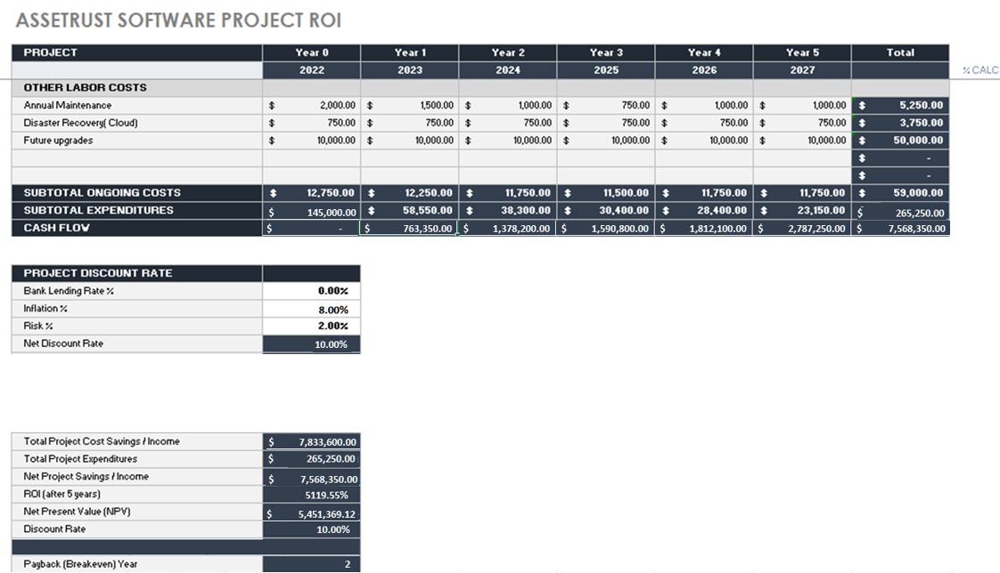 ASSETRUST SOFTWARE PROJECT ROI
PROJECT Year 0 Year 1 Year 2 Year 3 Year 4 Year 5 Total
2022 2023 2024 2025 2026 2027 % CALC
OTHER LABOR COSTS
Annual Maintenance $ 2,000.00 $ 1,500.00 $ 1,000.00 $ 750.00 $ 1,000.00 $ 1,000.00 $ 5,250.00
Disaster Recovery( Cloud) $ 750.00 $ 750.00 $ 750.00 $ 750.00 $ 750.00 $ 750.00 $ 3,750.00
Future upgrades $ 10,000.00 $ 10,000.00 $ 10,000.00 $ 10,000.00 $ 10,000.00 $ 10,000.00 $ 50,000.00
$ -
$ -
SUBTOTAL ONGOING COSTS $ 12,750.00 $ 12,250.00 $ 11,750.00 $ 11,500.00 $ 11,750.00 $ 11,750.00 $ 59,000.00
SUBTOTAL EXPENDITURES $ 145,000.00 $ 58,550.00 $ 38,300.00 $ 30,400.00 $ 28,400.00 $ 23,150.00 $ 265,250.00
CASH FLOW $ - $ 763,350.00 $ 1,378,200.00 $ 1,590,800.00 $ 1,812,100.00 $ 2,787,250.00 $ 7,568,350.00
PROJECT DISCOUNT RATE
Bank Lending Rate % 0.00%
Inflation % 8.00%
Risk % 2.00%
Net Discount Rate 10.00%
Total Project Cost Savings / Income $ 7,833,600.00
Total Project Expenditures $ 265,250.00
Net Project Savings / Income $ 7,568,350.00
ROI (after 5 years) 5119.55%
Net Present Value (NPV) $ 5,451,369.12
Discount Rate 10.00%
Payback (Breakeven) Year 2